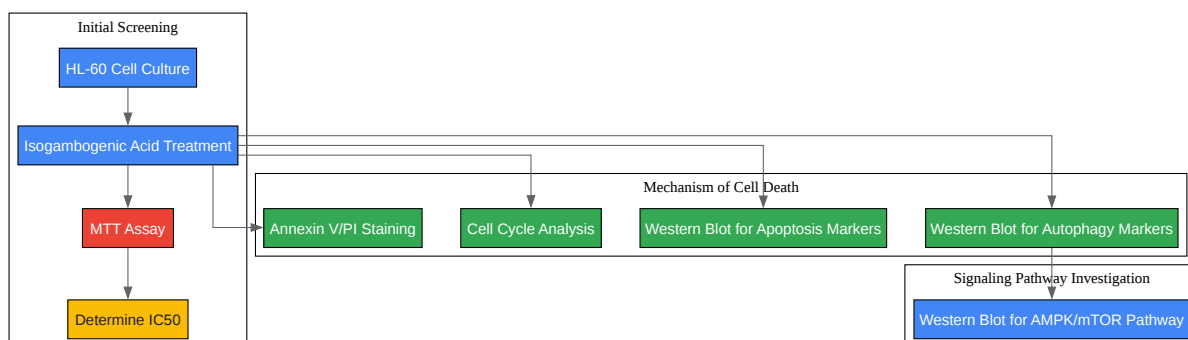 Initial Screening
HL-60 Cell Culture
Isogambogenic Acid Treatment
MTT Assay
Determine IC50
Mechanism of Cell Death
Annexin V/PI Staining
Cell Cycle Analysis
Western Blot for Apoptosis Markers
Western Blot for Autophagy Markers
Signaling Pathway Investigation
Western Blot for AMPK/mTOR Pathway